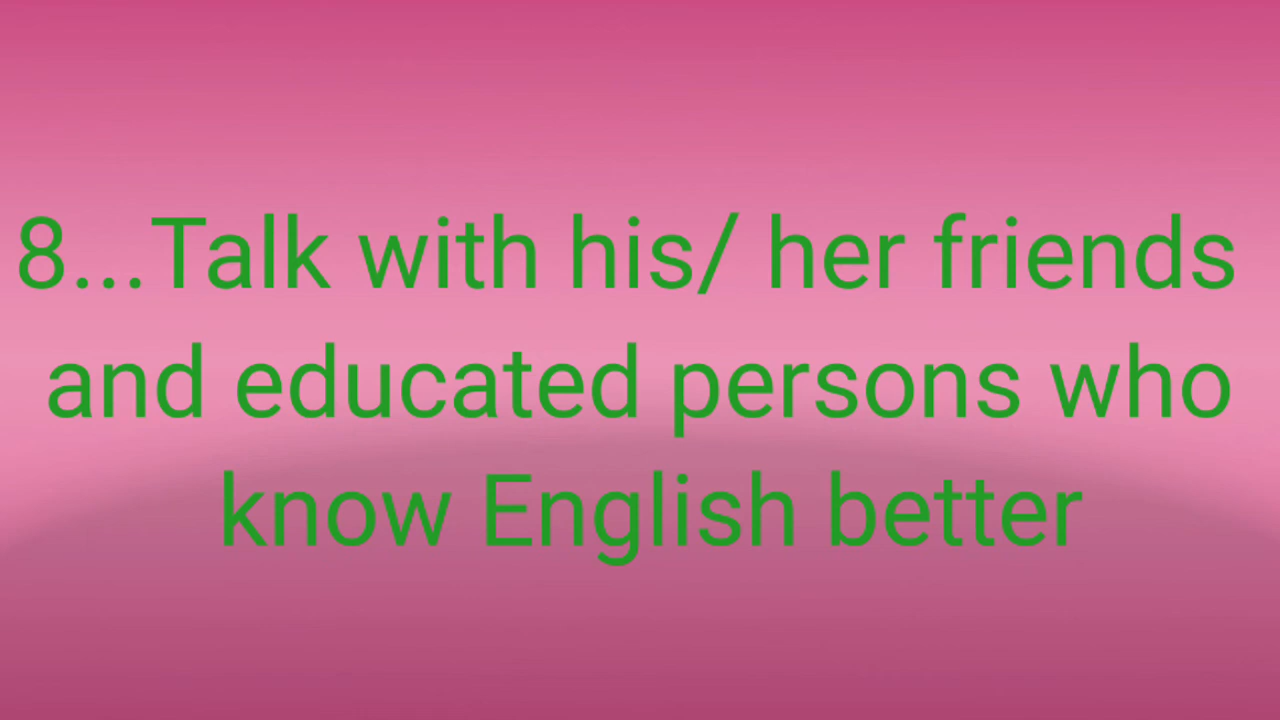 8...Talk with his/ her friends
and educated persons who
know English better